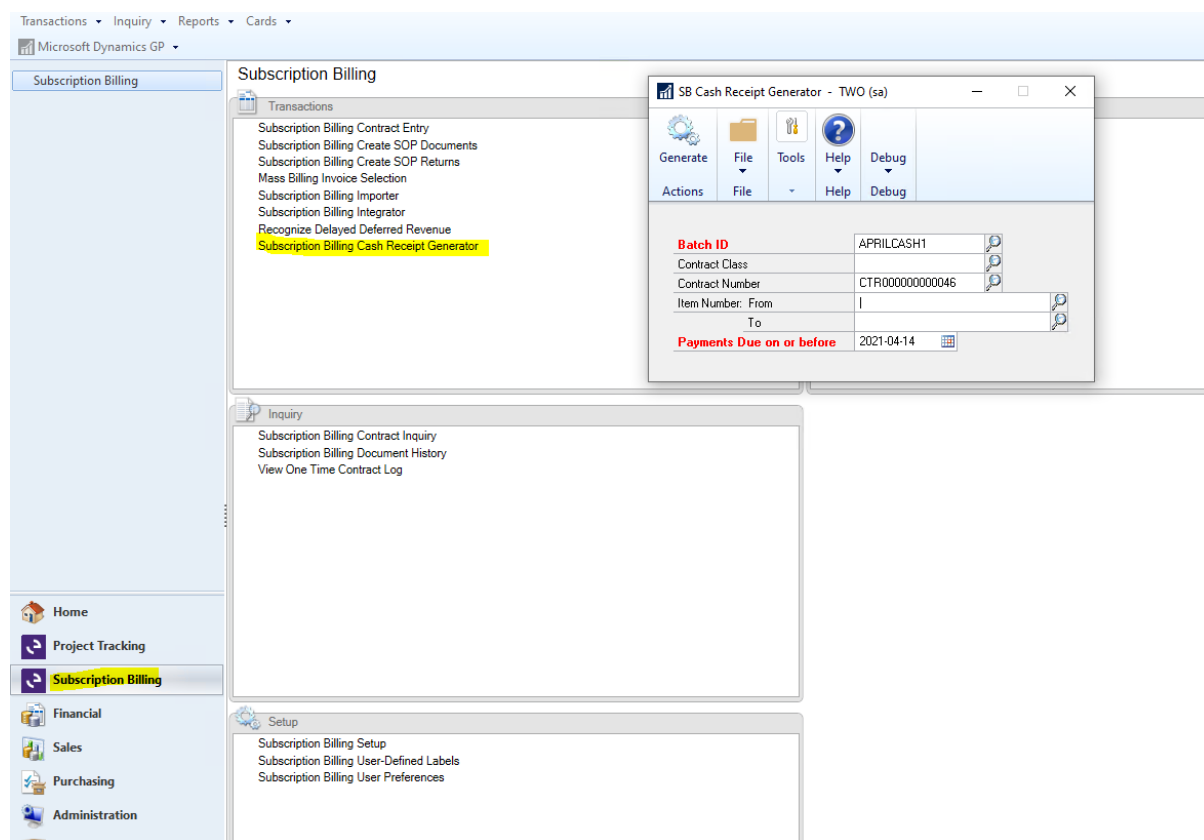 Transactions Inquiry Reports Cards
Microsoft Dynamics GP
Subscription Billing
Subscription Billing
Transactions
Subscription Billing Contract Entry
Subscription Billing Create SOP Documents
Subscription Billing Create SOP Returns
Mass Billing Invoice Selection
Subscription Billing Importer
Subscription Billing Integrator
Recognize Delayed Deferred Revenue
Subscription Billing Cash Receipt Generator
SB Cash Receipt Generator - TWO (sa)
Generate File Tools Help Debug
Actions File Help Debug
Batch ID APRILCASH1
Contract Class
Contract Number CTR000000000046
Item Number: From
To
Payments Due on or before 2021-04-14
Inquiry
Subscription Billing Contract Inquiry
Subscription Billing Document History
View One Time Contract Log
Home
Project Tracking
Subscription Billing
Financial
Sales
Purchasing
Administration
Setup
Subscription Billing Setup
Subscription Billing User-Defined Labels
Subscription Billing User Preferences